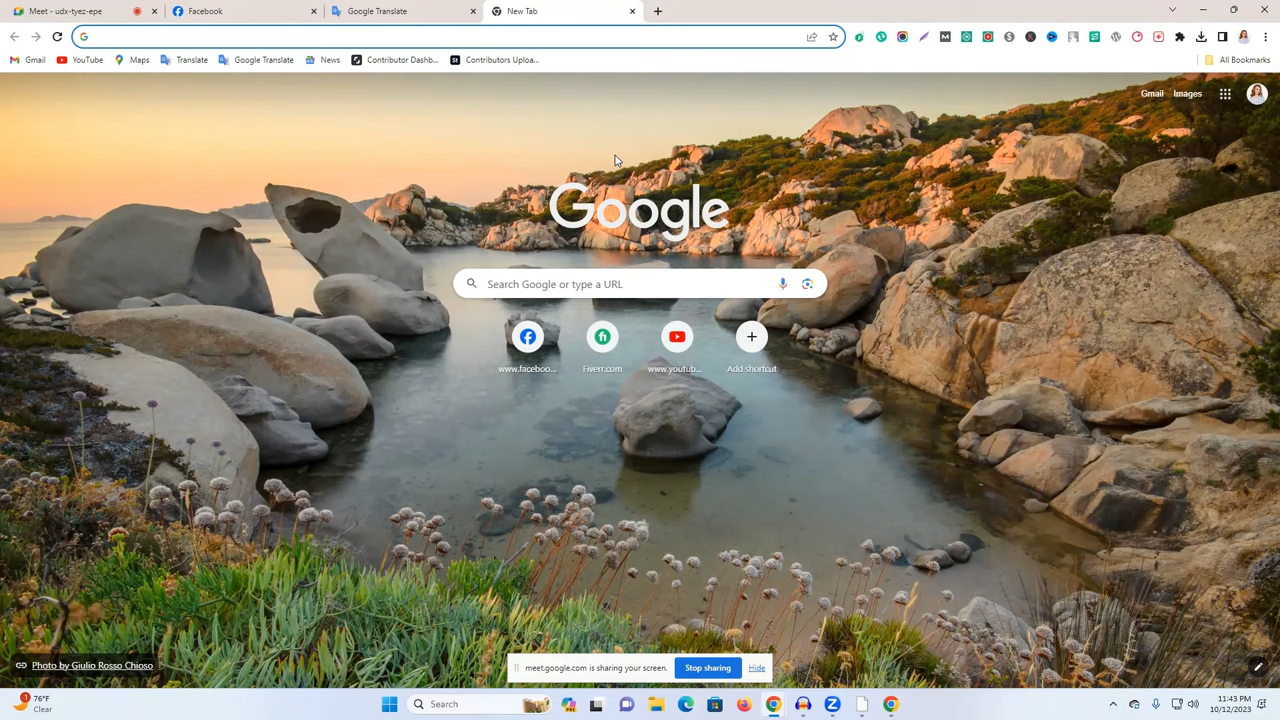 Meet - udx-tyez-epe
Facebook
Google Translate
New Tab
Gmail
YouTube
Maps
Translate
Google Translate
News
Contributor Dashb...
Contributors Uploa...
All Bookmarks
Gmail
Images
Google
Search Google or type a URL
www.faceboo...
Fiverr.com
www.youtub...
Add shortcut
Photo by Giulio Rosso Chioso
meet.google.com is sharing your screen.
Stop sharing
Hide
1
76°F
Clear
Search
11:43 PM
10/12/2023